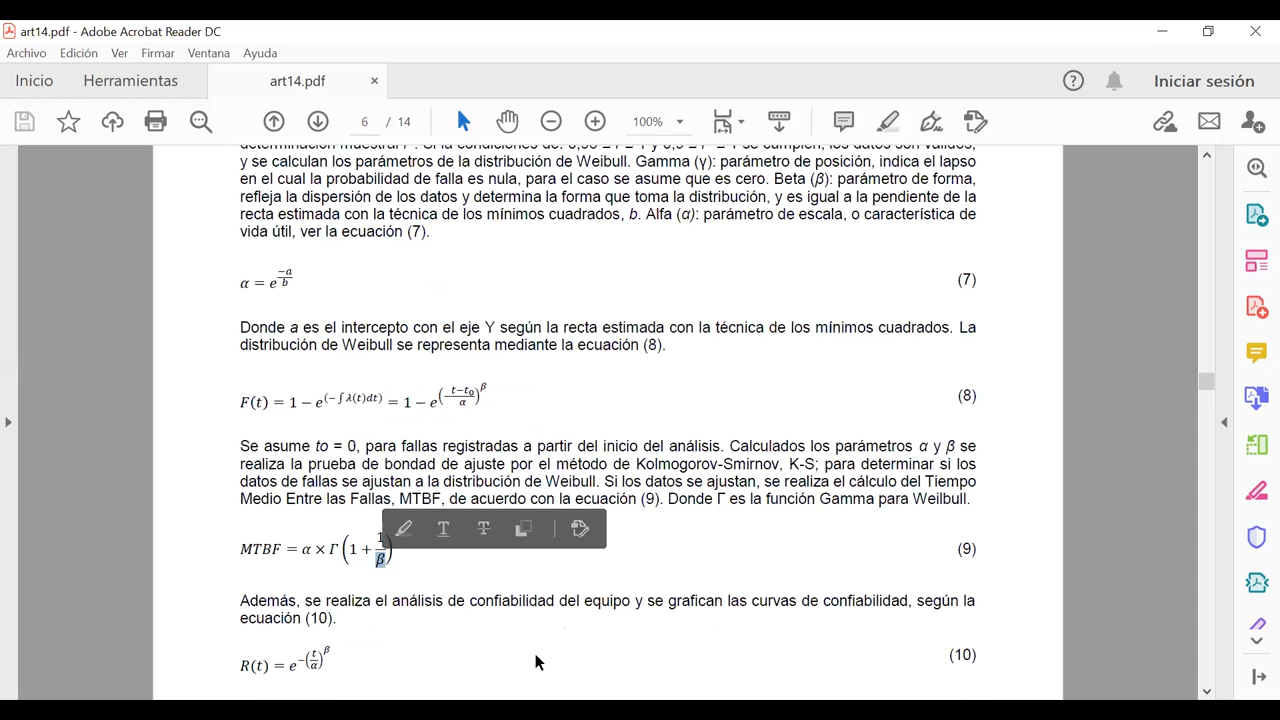 art14.pdf - Adobe Acrobat Reader DC
Archivo Edición Ver Firmar Ventana Ayuda
Inicio Herramientas art14.pdf × Iniciar sesión
6 / 14 100%
y se calculan los parámetros de la distribución de Weibull. Gamma (γ): parámetro de posición, indica el lapso
en el cual la probabilidad de falla es nula, para el caso se asume que es cero. Beta (β): parámetro de forma,
refleja la dispersión de los datos y determina la forma que toma la distribución, y es igual a la pendiente de la
recta estimada con la técnica de los mínimos cuadrados, b. Alfa (α): parámetro de escala, o característica de
vida útil, ver la ecuación (7).
α = e^(-a/b) (7)
Donde a es el intercepto con el eje Y según la recta estimada con la técnica de los mínimos cuadrados. La
distribución de Weibull se representa mediante la ecuación (8).
F(t) = 1 − e^(−∫λ(t)dt) = 1 − e^(−(t−t₀)/α)^β (8)
Se asume to = 0, para fallas registradas a partir del inicio del análisis. Calculados los parámetros α y β se
realiza la prueba de bondad de ajuste por el método de Kolmogorov-Smirnov, K-S; para determinar si los
datos de fallas se ajustan a la distribución de Weibull. Si los datos se ajustan, se realiza el cálculo del Tiempo
Medio Entre las Fallas, MTBF, de acuerdo con la ecuación (9). Donde Γ es la función Gamma para Weilbull.
MTBF = α × Γ(1 + 1/β) (9)
Además, se realiza el análisis de confiabilidad del equipo y se grafican las curvas de confiabilidad, según la
ecuación (10).
R(t) = e^−(t/α)^β (10)